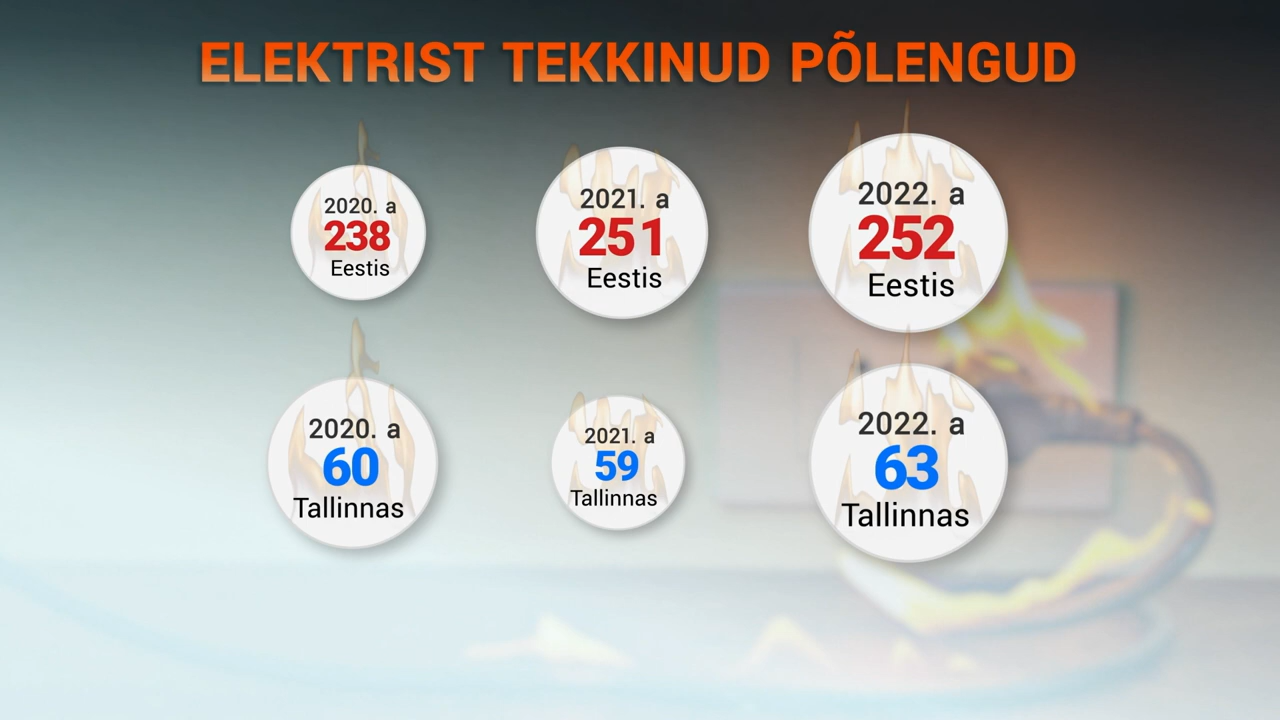 ELEKTRIST TEKKINUD PÕLENGUD
2020. a
238
Eestis
2021. a
251
Eestis
2022. a
252
Eestis
2020. a
60
Tallinnas
2021. a
59
Tallinnas
2022. a
63
Tallinnas